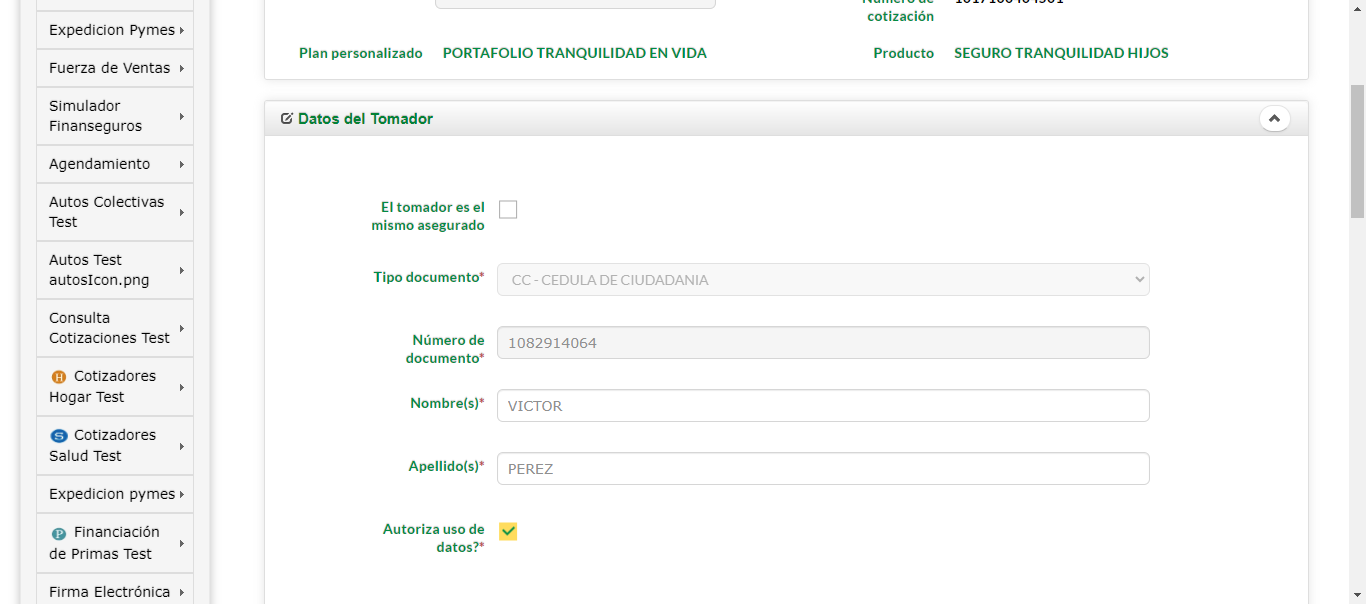 Expedicion Pymes
Fuerza de Ventas
Simulador
Finanseguros
Agendamiento
Autos Colectivas
Test
Autos Test
autosIcon.png
Consulta
Cotizaciones Test
H Cotizadores
Hogar Test
S Cotizadores
Salud Test
Expedicion pymes
P Financiación
de Primas Test
Firma Electrónica
Número de
cotización
Plan personalizado PORTAFOLIO TRANQUILIDAD EN VIDA Producto SEGURO TRANQUILIDAD HIJOS
Datos del Tomador
El tomador es el
mismo asegurado
Tipo documento* CC - CEDULA DE CIUDADANIA
Número de
documento* 1082914064
Nombre(s)* VICTOR
Apellido(s)* PEREZ
Autoriza uso de
datos?*